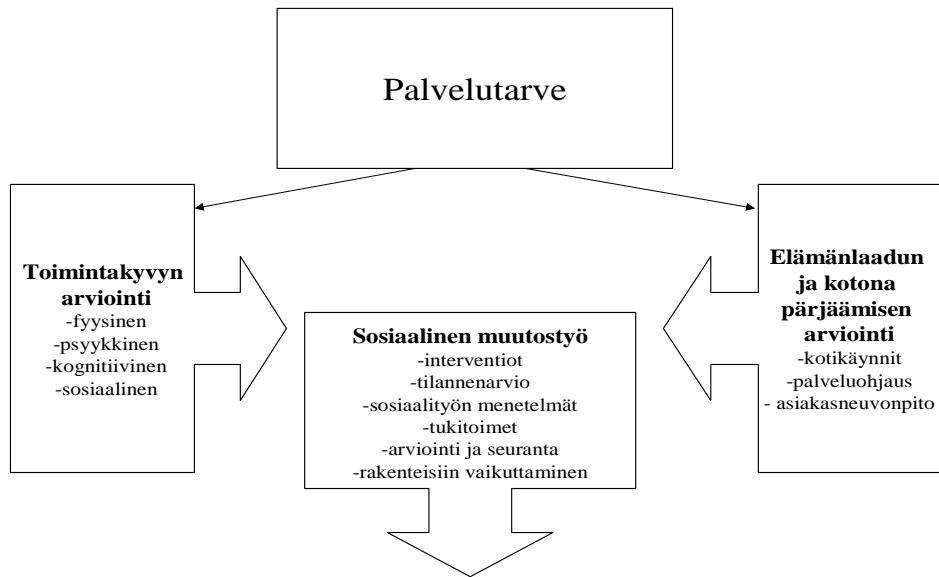 Palvelutarve
Toimintakyvyn
arviointi
-fyysinen
-psyykkinen
-kognitiivinen
-sosiaalinen
Sosiaalinen muutostyö
-interventiot
-tilannenarvio
-sosiaalityön menetelmät
-tukitoimet
-arviointi ja seuranta
-rakenteisiin vaikuttaminen
Elämänlaadun
ja kotona
pärjäämisen
arviointi
-kotikäynnit
-palveluohjaus
- asiakasneuvonpito